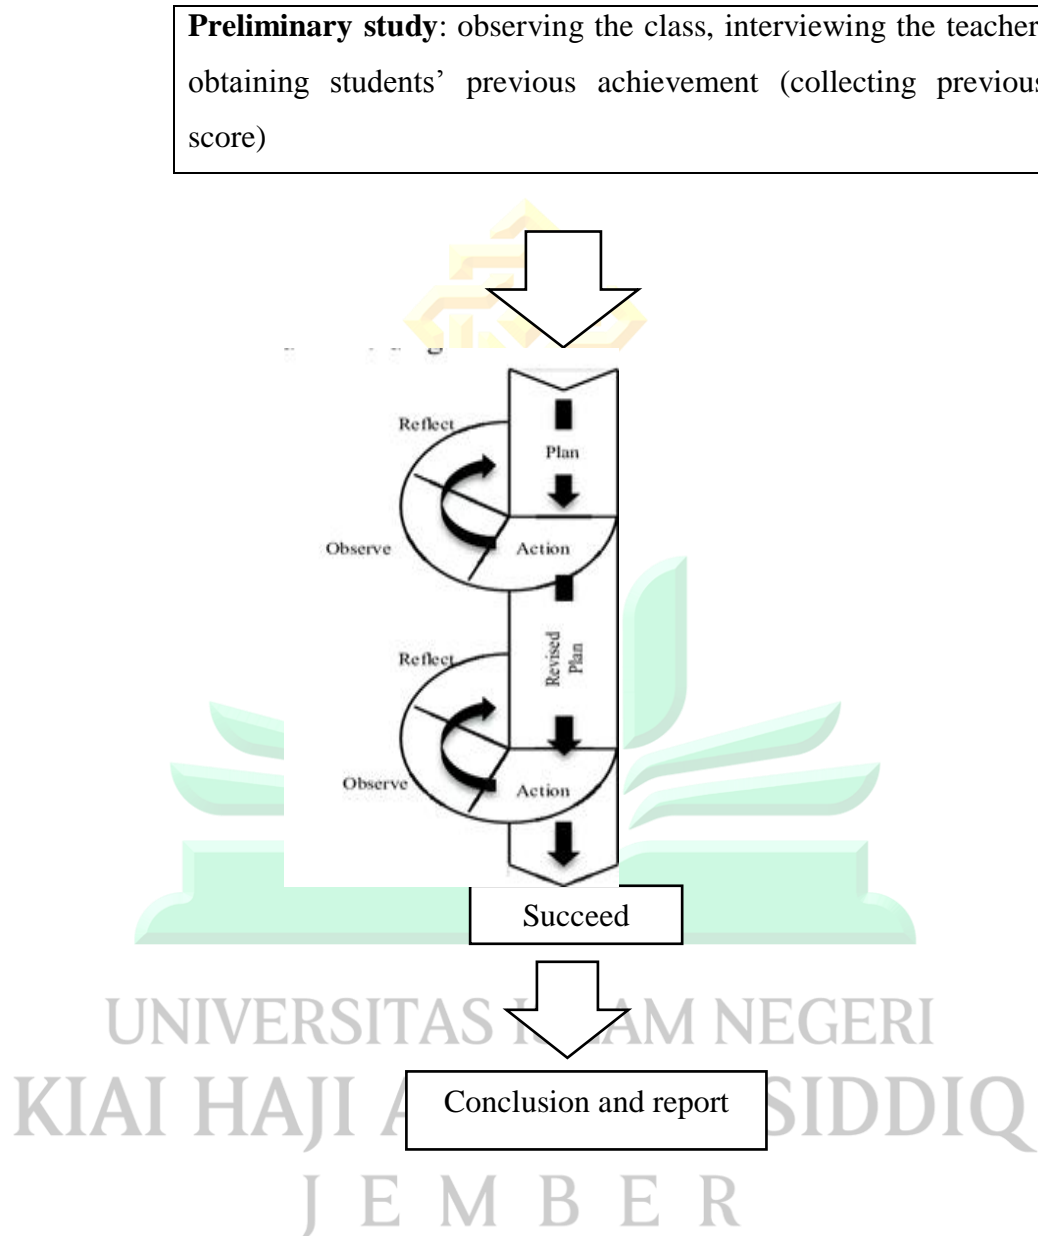 Preliminary study: observing the class, interviewing the teacher
obtaining students’ previous achievement (collecting previous
score)
Reflect
Plan
Observe
Action
Revised
Plan
Reflect
Observe
Action
Succeed
UNIVERSITAS AM NEGERI
Conclusion and report
KIAI HAJI SIDDIQ
JEMBER